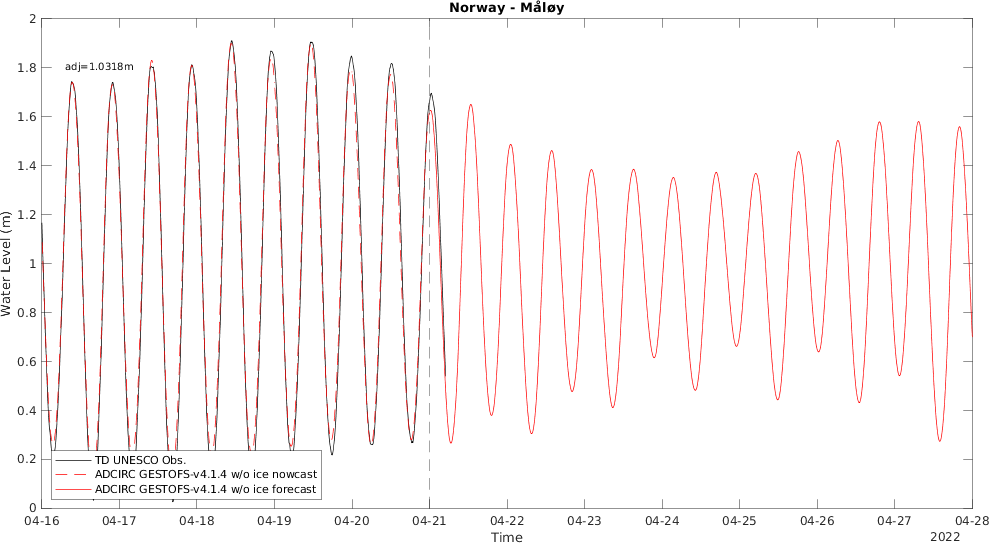 Norway - Måløy
2
1.8
1.6
1.4
1.2
1
0.8
0.6
0.4
0.2
0
Water Level (m)
adj=1.0318m
TD UNESCO Obs.
ADCIRC GESTOFS-v4.1.4 w/o ice nowcast
ADCIRC GESTOFS-v4.1.4 w/o ice forecast
04-16 04-17 04-18 04-19 04-20 04-21 04-22 04-23 04-24 04-25 04-26 04-27 04-28
Time
2022